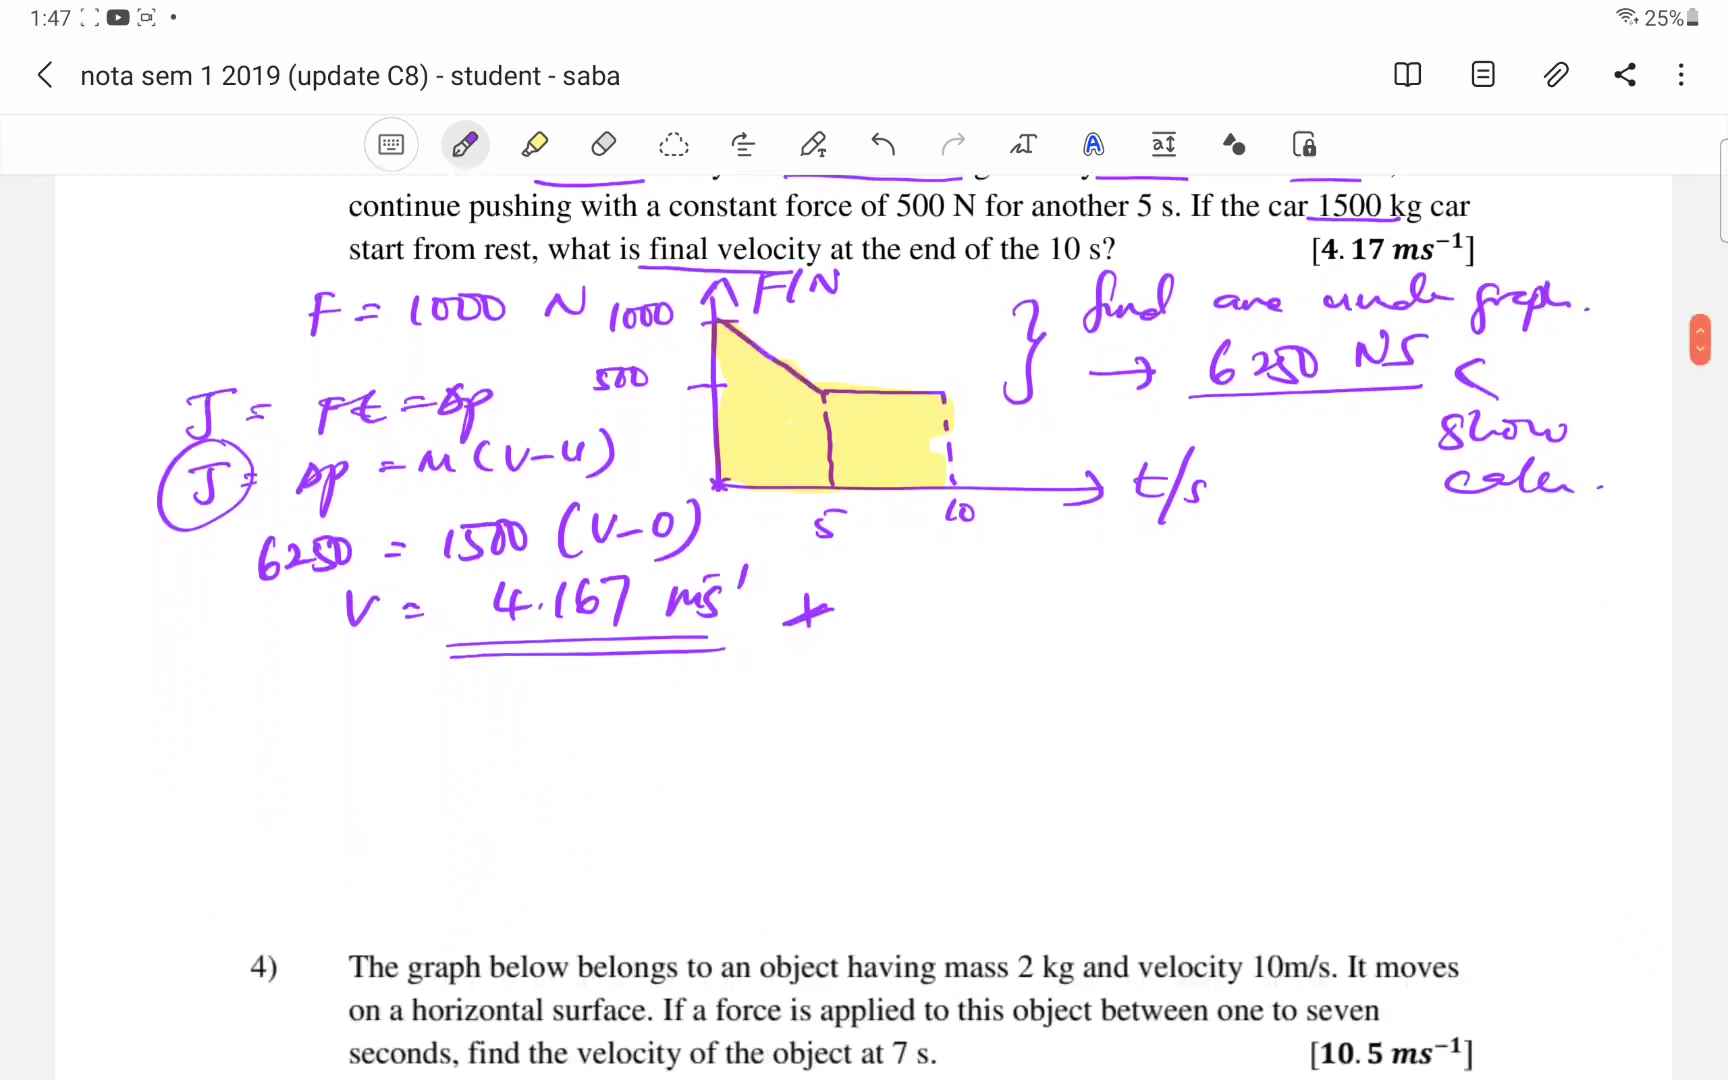 1:47
25%
nota sem 1 2019 (update C8) - student - saba
continue pushing with a constant force of 500 N for another 5 s. If the car 1500 kg car
start from rest, what is final velocity at the end of the 10 s? [4.17 ms⁻¹]
F = 1000 N
1000
F/N
500
find are unde graph.
→ 6250 NS
show
J = Ft = Δp
J = Δp = M(V-U)
t/s
5
10
6250 = 1500 (V-0)
V = 4.167 ms⁻¹
4) The graph below belongs to an object having mass 2 kg and velocity 10m/s. It moves
on a horizontal surface. If a force is applied to this object between one to seven
seconds, find the velocity of the object at 7 s. [10.5 ms⁻¹]